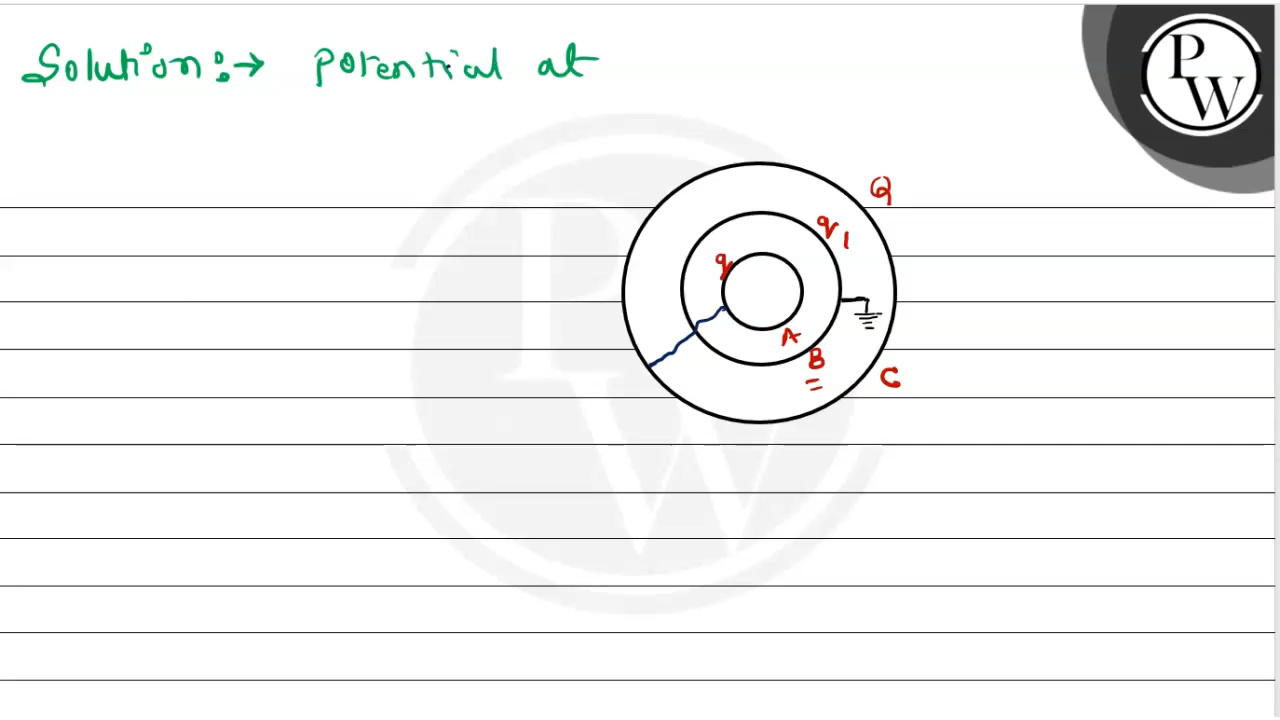 Solution:→ Potential at
P
W
Q
q1
q
A
B
C
P
W